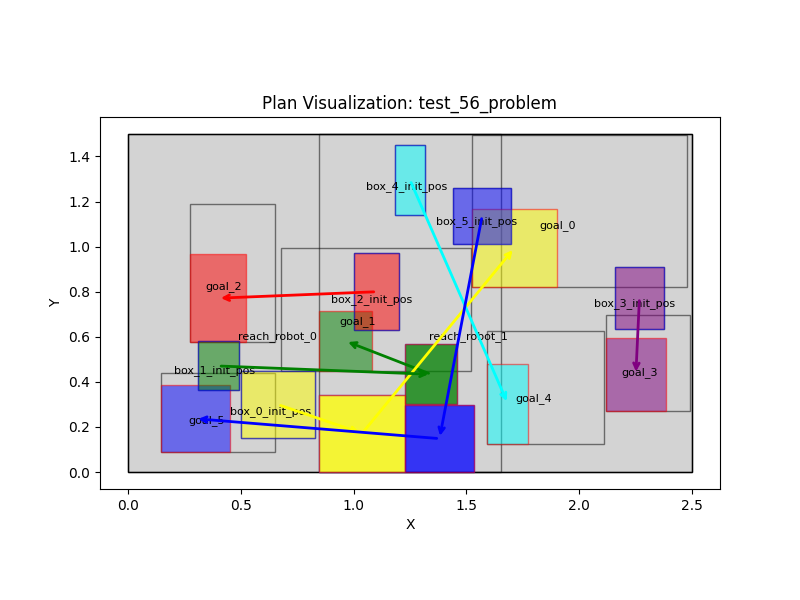 Plan Visualization: test_56_problem
1.4
1.2
1.0
0.8
0.6
0.4
0.2
0.0
Y
box_4_init_pos
box_5_init_pos
goal_0
goal_2
box_2_init_pos
box_3_init_pos
goal_1
reach_robot_0
reach_robot_1
box_1_init_pos
goal_3
goal_4
box_0_init_pos
goal_5
0.0
0.5
1.0
1.5
2.0
2.5
X